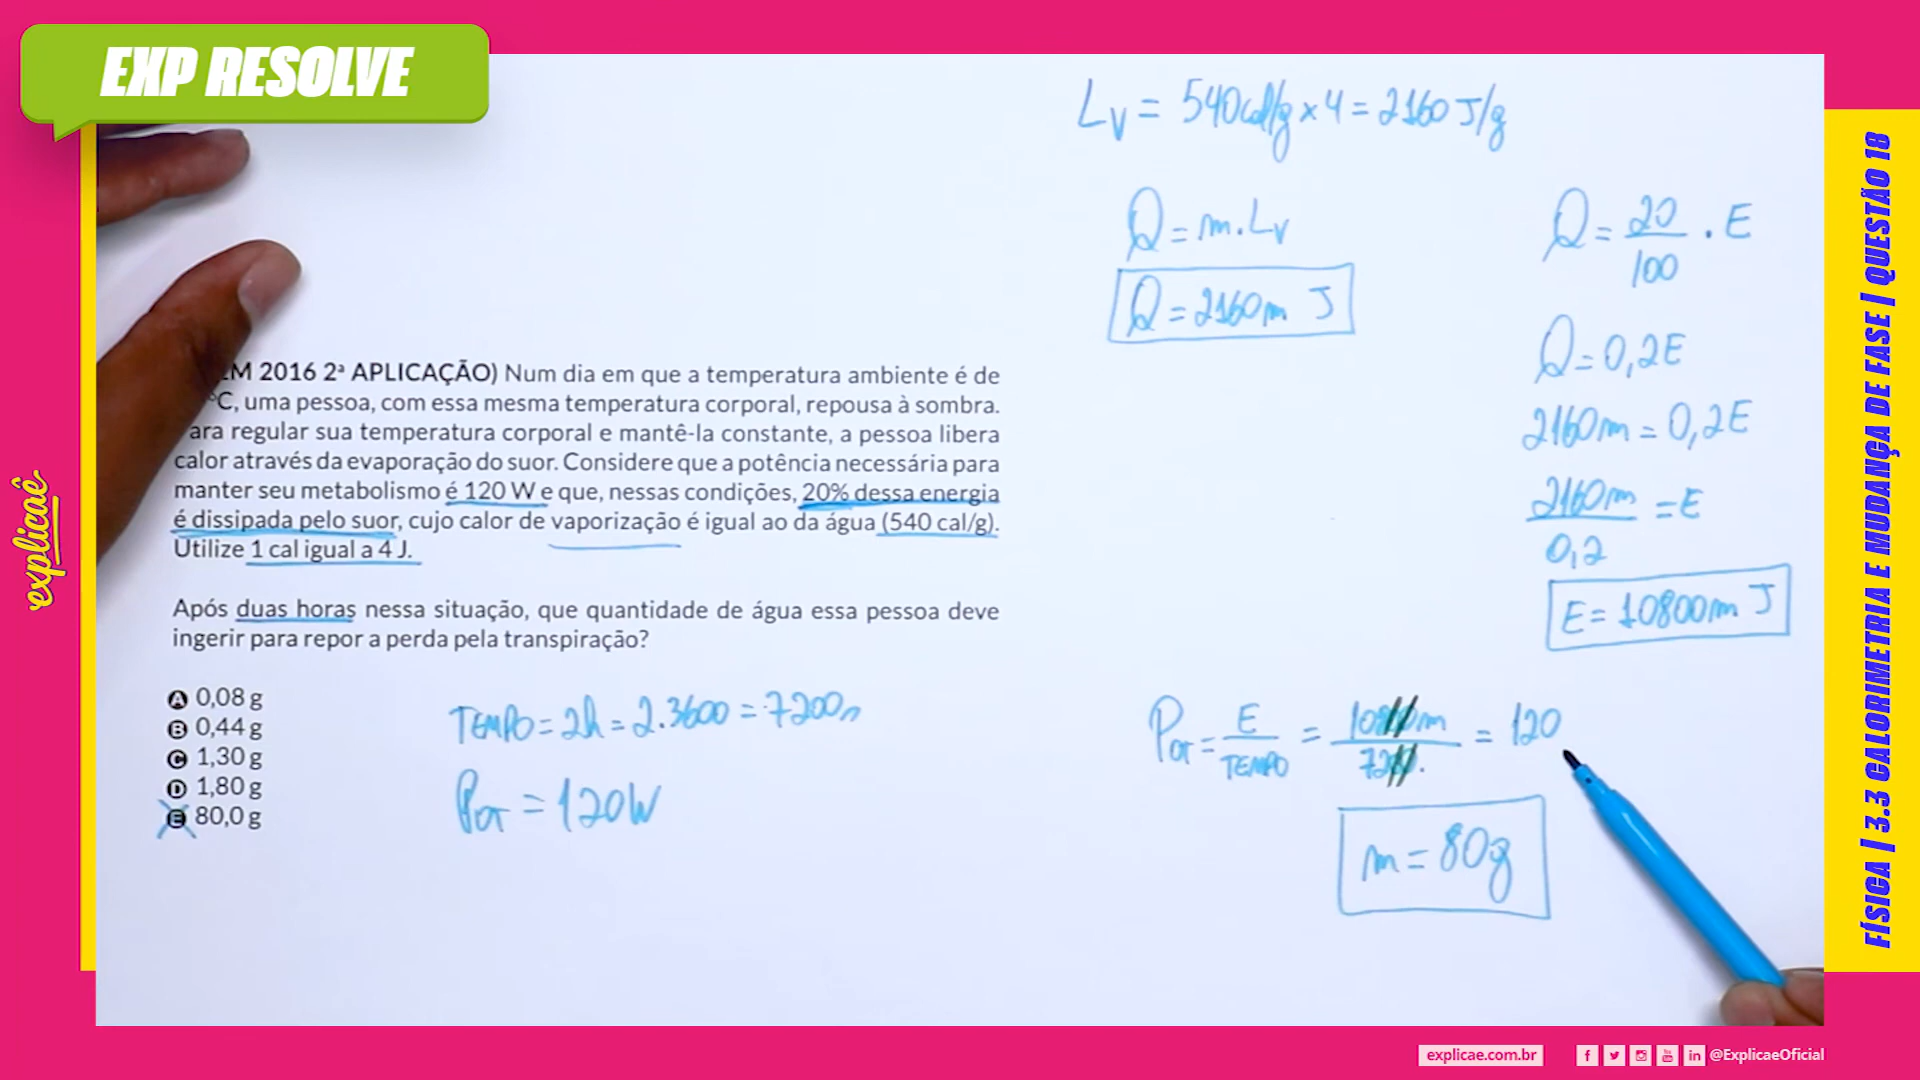 EXP RESOLVE
explicaê
EM 2016 2ª APLICAÇÃO) Num dia em que a temperatura ambiente é de
°C, uma pessoa, com essa mesma temperatura corporal, repousa à sombra.
ara regular sua temperatura corporal e mantê-la constante, a pessoa libera
calor através da evaporação do suor. Considere que a potência necessária para
manter seu metabolismo é 120 W e que, nessas condições, 20% dessa energia
é dissipada pelo suor, cujo calor de vaporização é igual ao da água (540 cal/g).
Utilize 1 cal igual a 4 J.
Após duas horas nessa situação, que quantidade de água essa pessoa deve
ingerir para repor a perda pela transpiração?
A 0,08 g
B 0,44 g
C 1,30 g
D 1,80 g
E 80,0 g
TEMPO = 2h = 2.3600 = 7200s
Pot = 120W
Lv = 540cal/g x 4 = 2160 J/g
Q = m.Lv
Q = 2160m J
Q = 20/100 . E
Q = 0,2E
2160m = 0,2E
2160m/0,2 = E
E = 10800m J
Pot = E/TEMPO = 10800m/7200 = 120
m = 80g
FÍSICA | 3.3 CALORIMETRIA E MUDANÇA DE FASE | QUESTÃO 18
explicae.com.br
@ExplicaeOficial